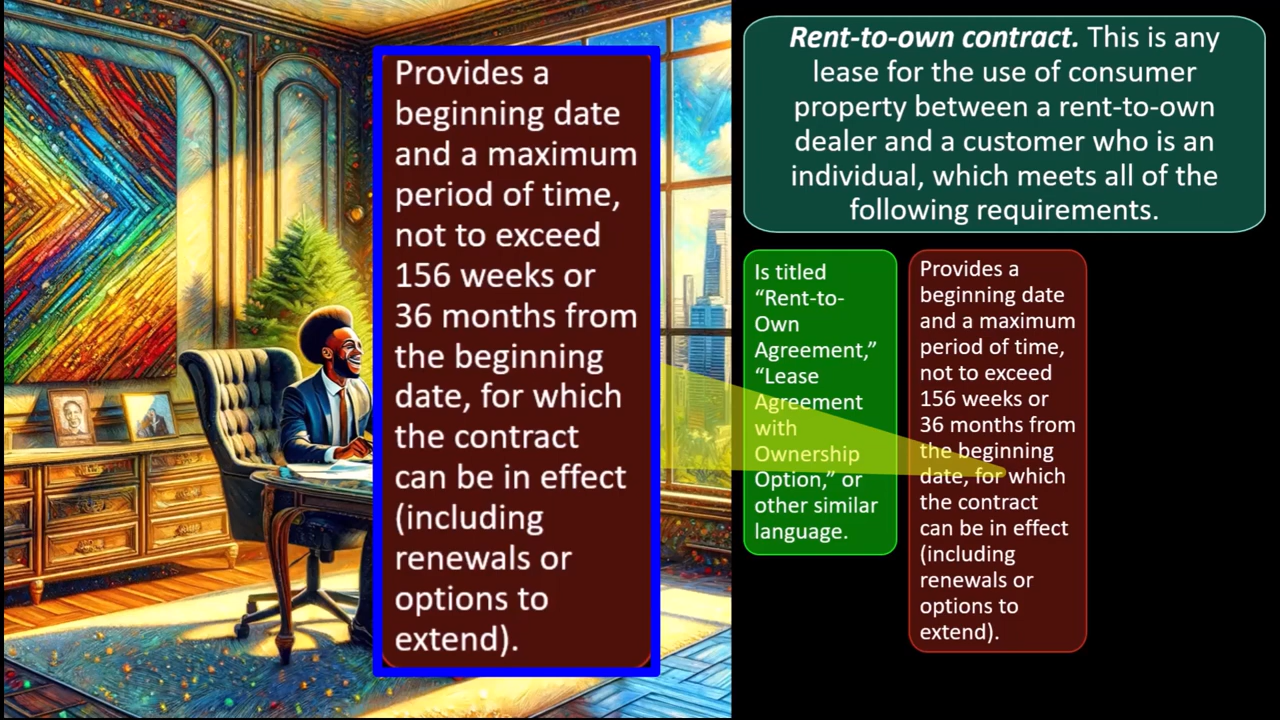 Provides a
beginning date
and a maximum
period of time,
not to exceed
156 weeks or
36 months from
the beginning
date, for which
the contract
can be in effect
(including
renewals or
options to
extend).
Rent-to-own contract. This is any
lease for the use of consumer
property between a rent-to-own
dealer and a customer who is an
individual, which meets all of the
following requirements.
Is titled
“Rent-to-
Own
Agreement,”
“Lease
Agreement
with
Ownership
Option,” or
other similar
language.
Provides a
beginning date
and a maximum
period of time,
not to exceed
156 weeks or
36 months from
the beginning
date, for which
the contract
can be in effect
(including
renewals or
options to
extend).